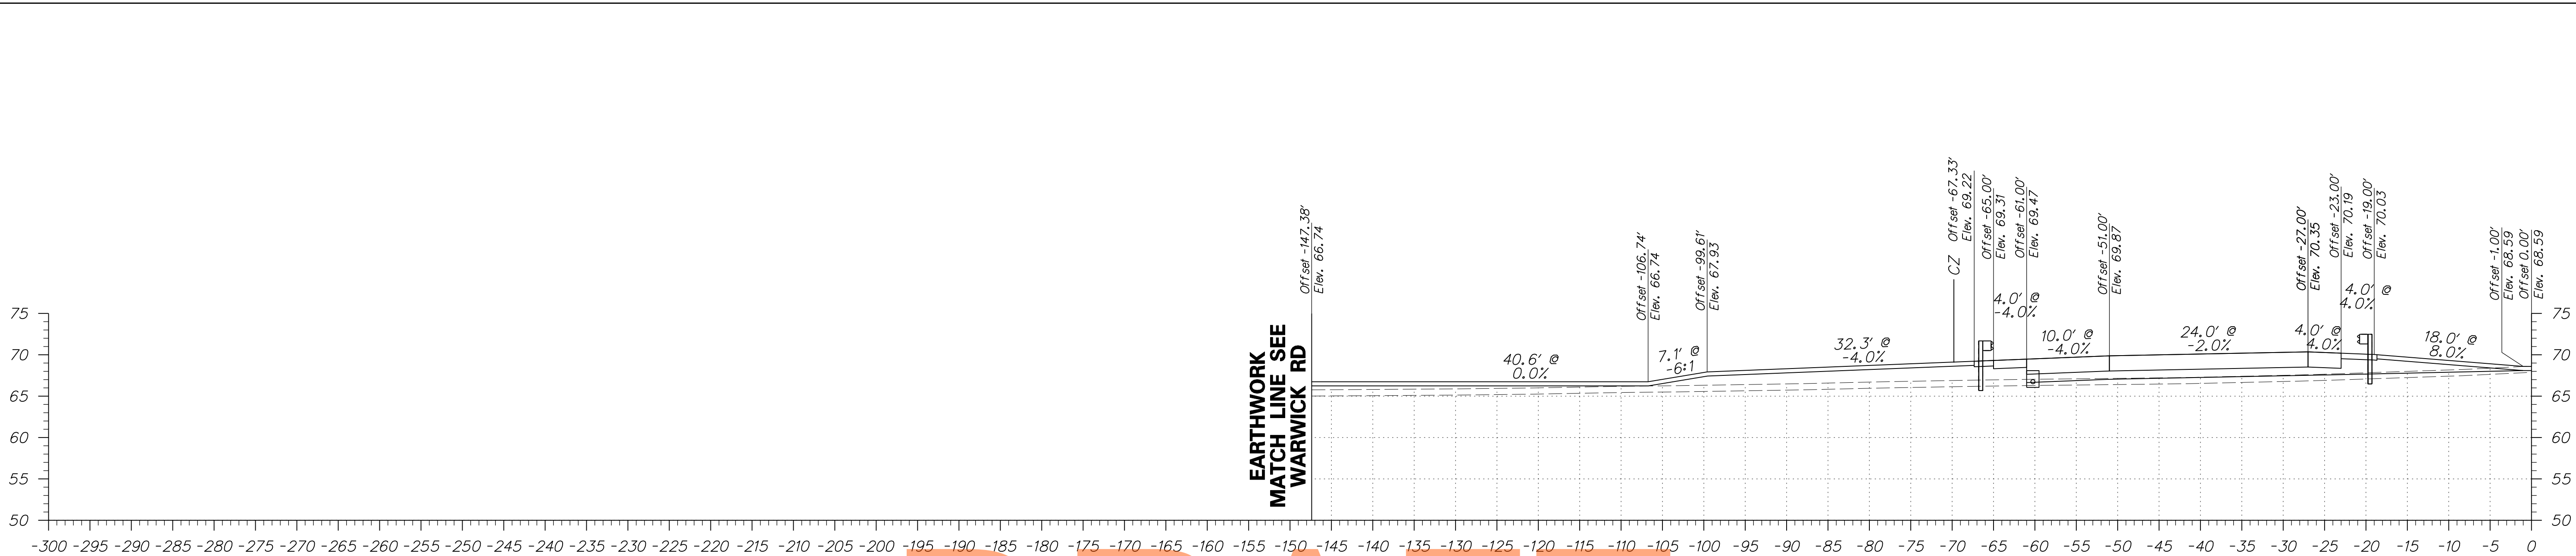 Offset -147.38'
Elev. 66.74
Offset -106.74'
Elev. 66.74
Offset -99.61'
Elev. 67.93
CZ
Offset -67.33'
Elev. 69.22
Offset -65.00'
Elev. 69.31
Offset -61.00'
Elev. 69.47
Offset -51.00'
Elev. 69.87
Offset -27.00'
Elev. 70.35
Offset -23.00'
Elev. 70.19
Offset -19.00'
Elev. 70.03
Offset -1.00'
Elev. 68.59
Offset 0.00'
Elev. 68.59
40.6' @
0.0%
7.1' @
-6:1
32.3' @
-4.0%
4.0' @
-4.0%
10.0' @
-4.0%
24.0' @
-2.0%
4.0' @
4.0%
4.0' @
4.0%
18.0' @
8.0%
EARTHWORK
MATCH LINE SEE
WARWICK RD
75
70
65
60
55
50
75
70
65
60
55
50
-300 -295 -290 -285 -280 -275 -270 -265 -260 -255 -250 -245 -240 -235 -230 -225 -220 -215 -210 -205 -200 -195 -190 -185 -180 -175 -170 -165 -160 -155 -150 -145 -140 -135 -130 -125 -120 -115 -110 -105 -100 -95 -90 -85 -80 -75 -70 -65 -60 -55 -50 -45 -40 -35 -30 -25 -20 -15 -10 -5 0